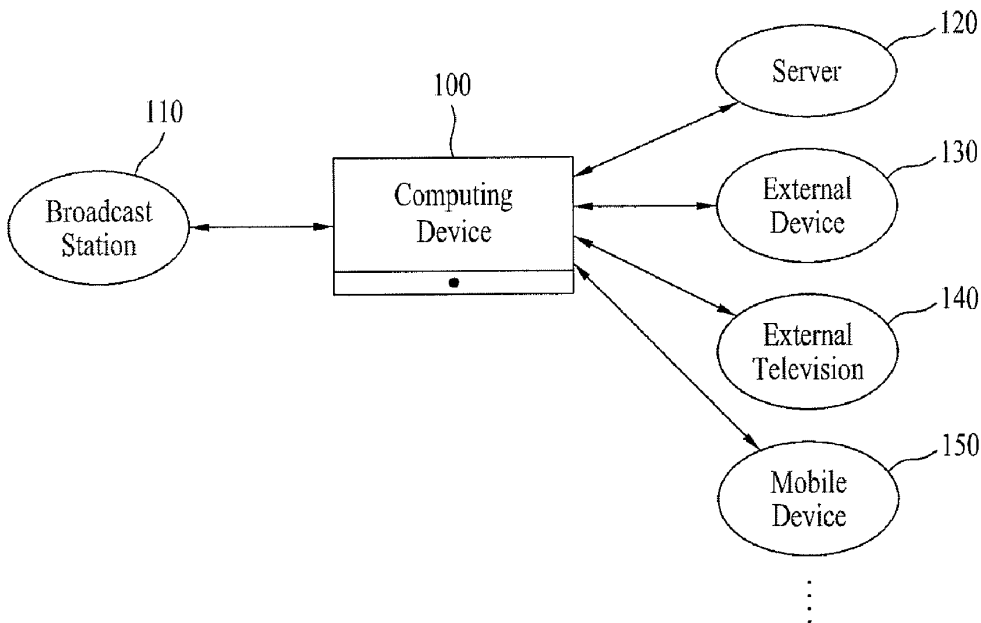 110
Broadcast
Station
100
Computing
Device
120
Server
130
External
Device
140
External
Television
150
Mobile
Device